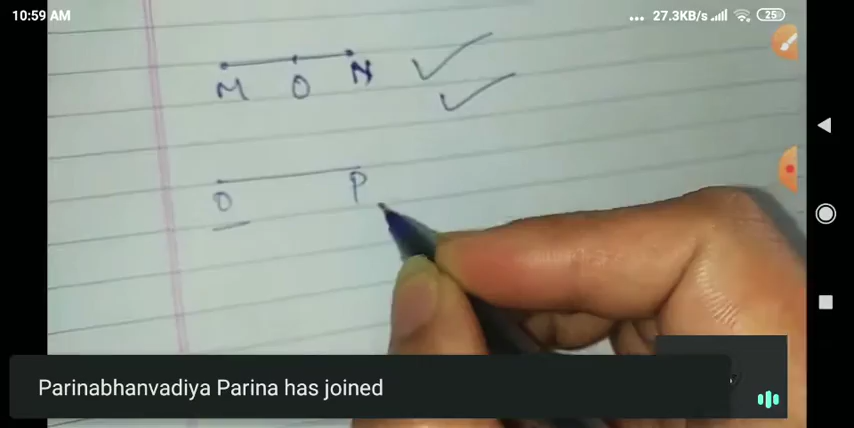 10:59 AM
... 27.3KB/s 25
M O N
O P
Parinabhanvadiya Parina has joined